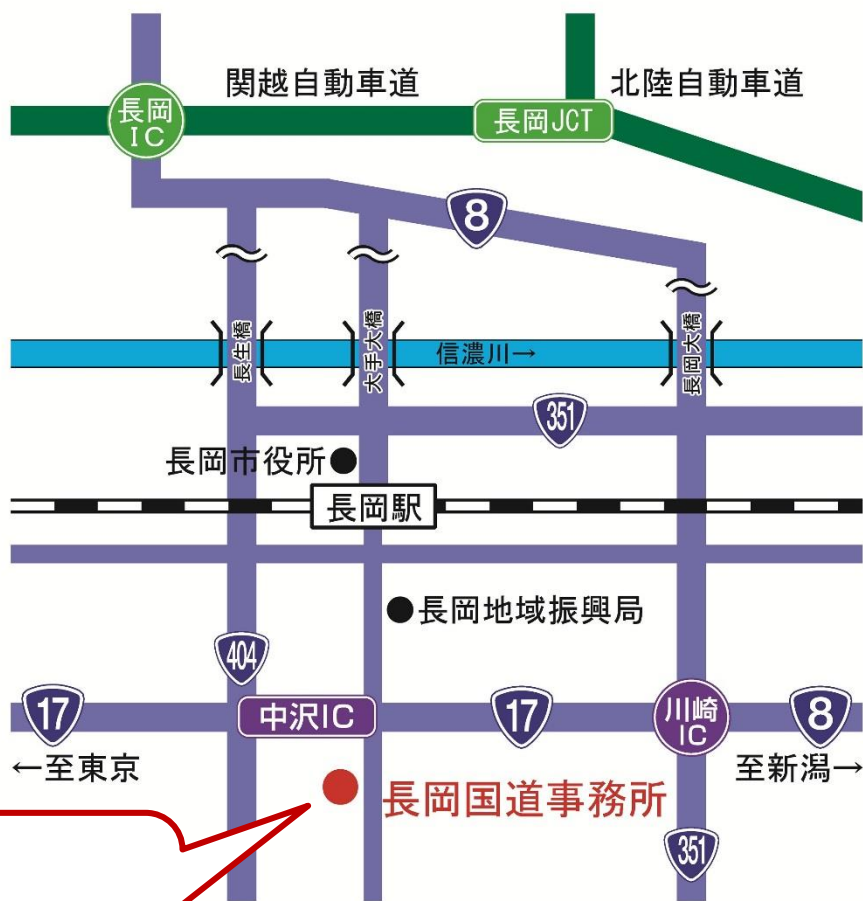 関越自動車道
北陸自動車道
長岡
IC
長岡JCT
8
長生橋
大手大橋
長岡大橋
信濃川→
351
長岡市役所
長岡駅
長岡地域振興局
404
17
中沢IC
17
川崎
IC
8
←至東京
至新潟→
長岡国道事務所
351